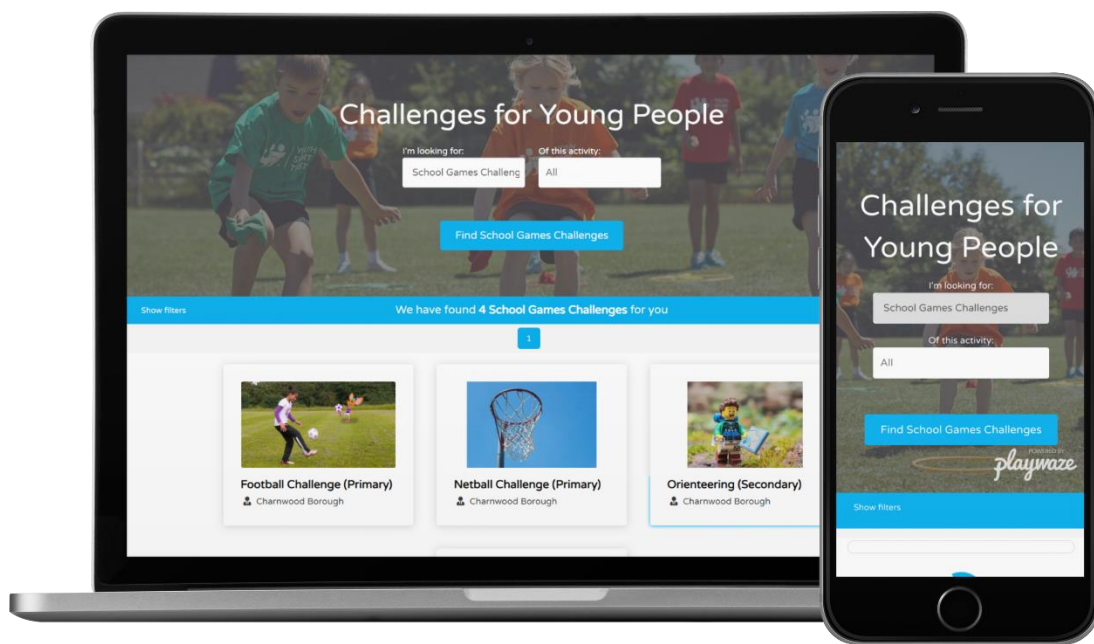 Challenges for Young People
I'm looking for:
Of this activity:
School Games Challeng
All
Find School Games Challenges
Show filters
We have found 4 School Games Challenges for you
1
Football Challenge (Primary)
Charnwood Borough
Netball Challenge (Primary)
Charnwood Borough
Orienteering (Secondary)
Charnwood Borough
Challenges for
Young People
I'm looking for:
School Games Challenges
Of this activity:
All
Find School Games Challenges
POWERED BY
playwaze
Show filters